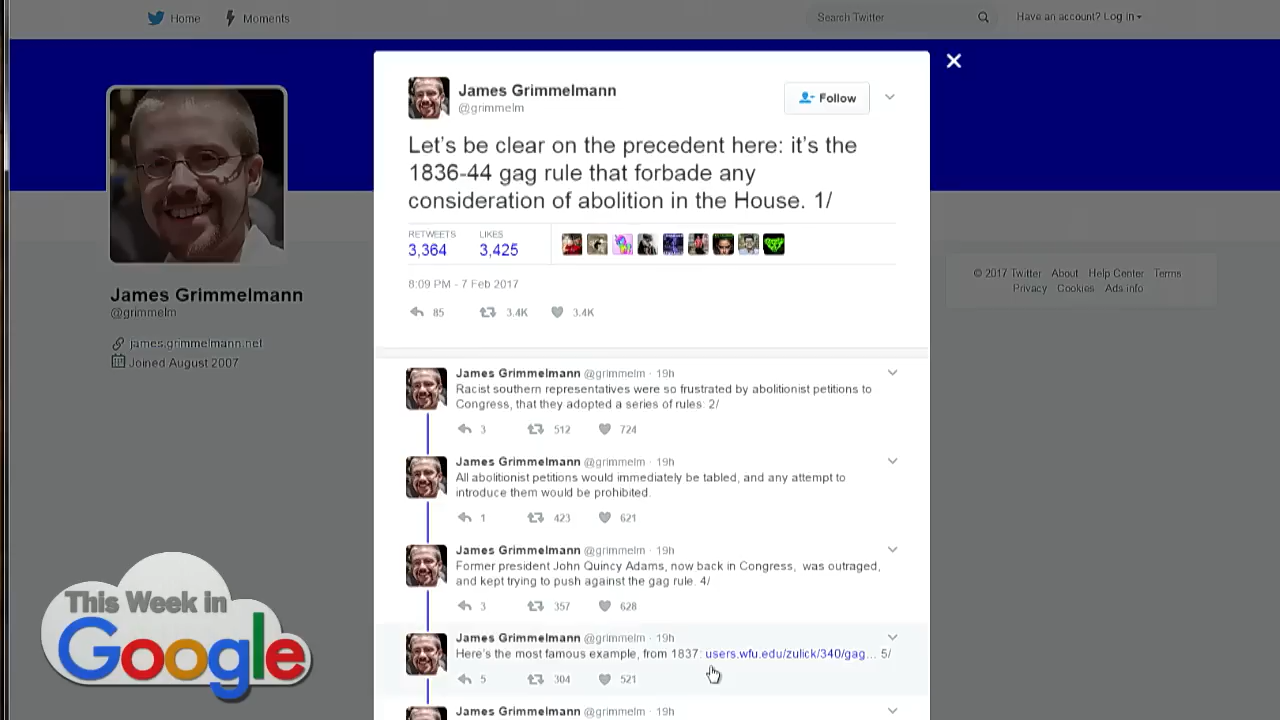 Home
Moments
Search Twitter
Have an account? Log in
James Grimmelmann
@grimmelm
Follow
Let's be clear on the precedent here: it's the
1836-44 gag rule that forbade any
consideration of abolition in the House. 1/
RETWEETS
3,364
LIKES
3,425
8:09 PM - 7 Feb 2017
85
3.4K
3.4K
James Grimmelmann
@grimmelm
james.grimmelmann.net
Joined August 2007
© 2017 Twitter About Help Center Terms
Privacy Cookies Ads info
James Grimmelmann @grimmelm · 19h
Racist southern representatives were so frustrated by abolitionist petitions to
Congress, that they adopted a series of rules: 2/
3 512 724
James Grimmelmann @grimmelm · 19h
All abolitionist petitions would immediately be tabled, and any attempt to
introduce them would be prohibited.
1 423 621
James Grimmelmann @grimmelm · 19h
Former president John Quincy Adams, now back in Congress, was outraged,
and kept trying to push against the gag rule. 4/
3 357 628
James Grimmelmann @grimmelm · 19h
Here's the most famous example, from 1837: users.wfu.edu/zulick/340/gag... 5/
5 304 521
James Grimmelmann @grimmelm · 19h
This Week in
Google